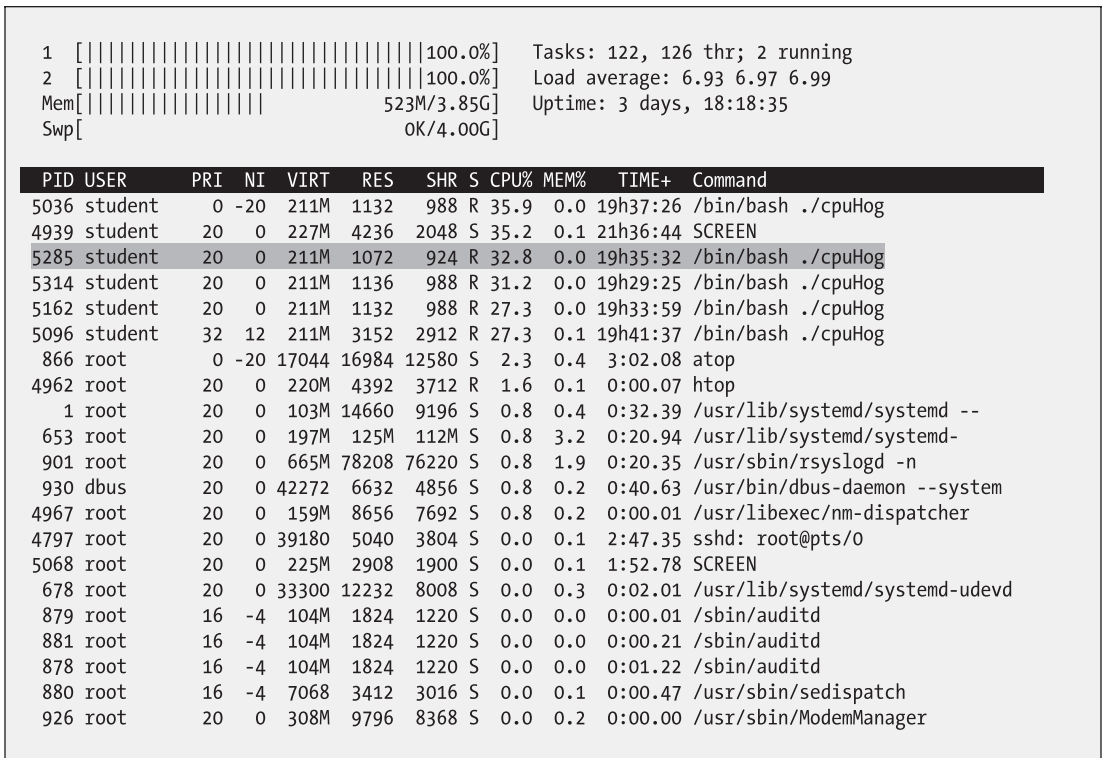 1 [||||||||||||||||||||||||||||||||100.0%] Tasks: 122, 126 thr; 2 running
2 [||||||||||||||||||||||||||||||||100.0%] Load average: 6.93 6.97 6.99
Mem[||||||||||||||||| 523M/3.85G] Uptime: 3 days, 18:18:35
Swp[ 0K/4.00G]
PID USER PRI NI VIRT RES SHR S CPU% MEM% TIME+ Command
5036 student 0 -20 211M 1132 988 R 35.9 0.0 19h37:26 /bin/bash ./cpuHog
4939 student 20 0 227M 4236 2048 S 35.2 0.1 21h36:44 SCREEN
5285 student 20 0 211M 1072 924 R 32.8 0.0 19h35:32 /bin/bash ./cpuHog
5314 student 20 0 211M 1136 988 R 31.2 0.0 19h29:25 /bin/bash ./cpuHog
5162 student 20 0 211M 1132 988 R 27.3 0.0 19h33:59 /bin/bash ./cpuHog
5096 student 32 12 211M 3152 2912 R 27.3 0.1 19h41:37 /bin/bash ./cpuHog
866 root 0 -20 17044 16984 12580 S 2.3 0.4 3:02.08 atop
4962 root 20 0 220M 4392 3712 R 1.6 0.1 0:00.07 htop
1 root 20 0 103M 14660 9196 S 0.8 0.4 0:32.39 /usr/lib/systemd/systemd --
653 root 20 0 197M 125M 112M S 0.8 3.2 0:20.94 /usr/lib/systemd/systemd-
901 root 20 0 665M 78208 76220 S 0.8 1.9 0:20.35 /usr/sbin/rsyslogd -n
930 dbus 20 0 42272 6632 4856 S 0.8 0.2 0:40.63 /usr/bin/dbus-daemon --system
4967 root 20 0 159M 8656 7692 S 0.8 0.2 0:00.01 /usr/libexec/nm-dispatcher
4797 root 20 0 39180 5040 3804 S 0.0 0.1 2:47.35 sshd: root@pts/0
5068 root 20 0 225M 2908 1900 S 0.0 0.1 1:52.78 SCREEN
678 root 20 0 33300 12232 8008 S 0.0 0.3 0:02.01 /usr/lib/systemd/systemd-udevd
879 root 16 -4 104M 1824 1220 S 0.0 0.0 0:00.01 /sbin/auditd
881 root 16 -4 104M 1824 1220 S 0.0 0.0 0:00.21 /sbin/auditd
878 root 16 -4 104M 1824 1220 S 0.0 0.0 0:01.22 /sbin/auditd
880 root 16 -4 7068 3412 3016 S 0.0 0.1 0:00.47 /usr/sbin/sedispatch
926 root 20 0 308M 9796 8368 S 0.0 0.2 0:00.00 /usr/sbin/ModemManager